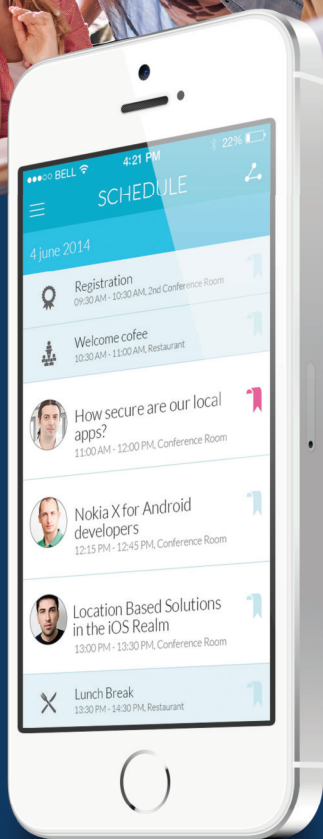 ●●●○○ BELL 4:21 PM 22%
SCHEDULE
4 june 2014
Registration
09:30 AM - 10:30 AM, 2nd Conference Room
Welcome cofee
10:30 AM - 11:00 AM, Restaurant
How secure are our local
apps?
11:00 AM - 12:00 PM, Conference Room
Nokia X for Android
developers
12:15 PM - 12:45 PM, Conference Room
Location Based Solutions
in the iOS Realm
13:00 PM - 13:30 PM, Conference Room
Lunch Break
13:30 PM - 14:30 PM, Restaurant